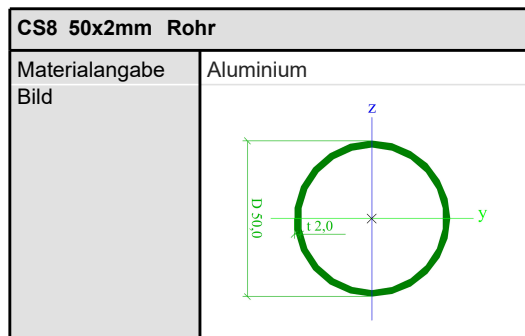 CS8 50x2mm Rohr
Materialangabe Aluminium
Bild
z
D 50,0
t 2,0
y